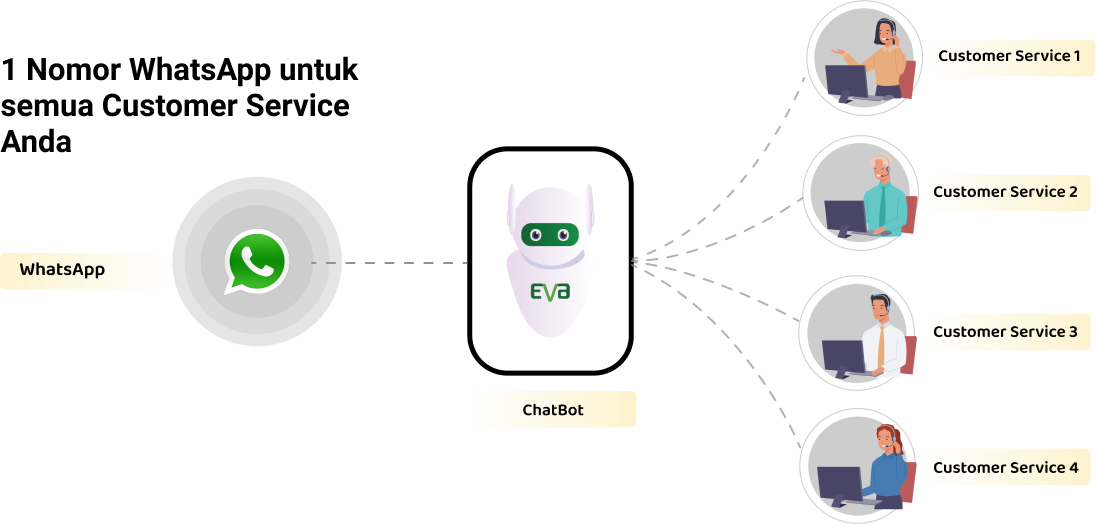 1 Nomor WhatsApp untuk
semua Customer Service
Anda
WhatsApp
EVA
ChatBot
Customer Service 1
Customer Service 2
Customer Service 3
Customer Service 4